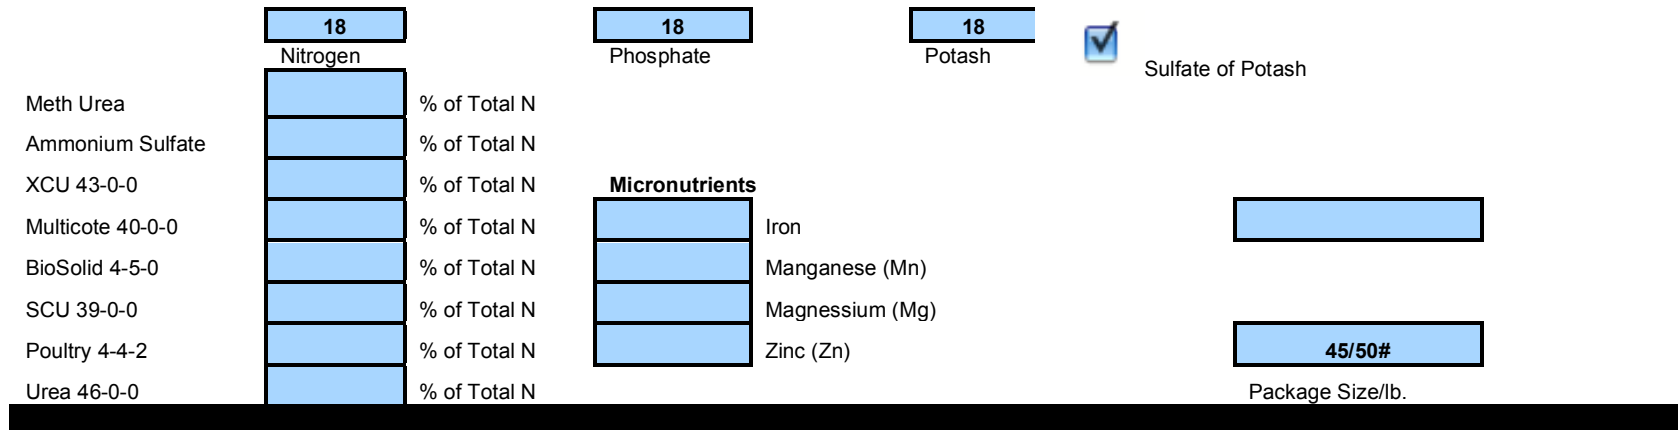 18 18 18
Nitrogen Phosphate Potash Sulfate of Potash
Meth Urea % of Total N
Ammonium Sulfate % of Total N
XCU 43-0-0 % of Total N Micronutrients
Multicote 40-0-0 % of Total N Iron
BioSolid 4-5-0 % of Total N Manganese (Mn)
SCU 39-0-0 % of Total N Magnessium (Mg)
Poultry 4-4-2 % of Total N Zinc (Zn) 45/50#
Urea 46-0-0 % of Total N Package Size/lb.